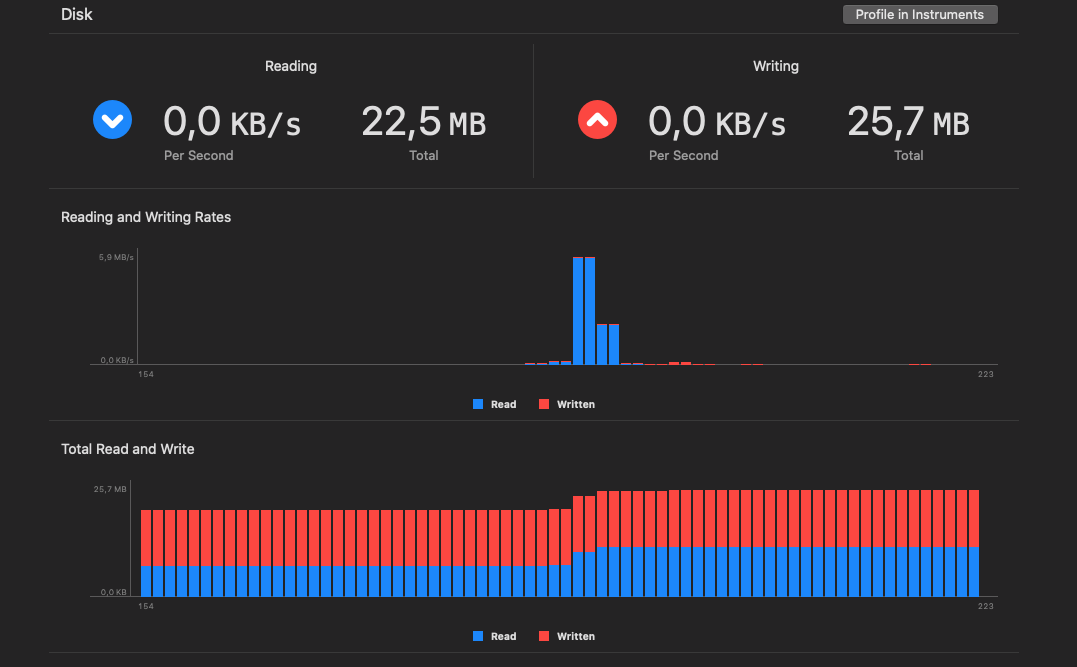 Disk
Profile in Instruments
Reading
Writing
0,0 KB/s
22,5 MB
0,0 KB/s
25,7 MB
Per Second
Total
Per Second
Total
Reading and Writing Rates
5,9 MB/s
0,0 KB/s
154
223
Read
Written
Total Read and Write
25,7 MB
0,0 KB
154
223
Read
Written